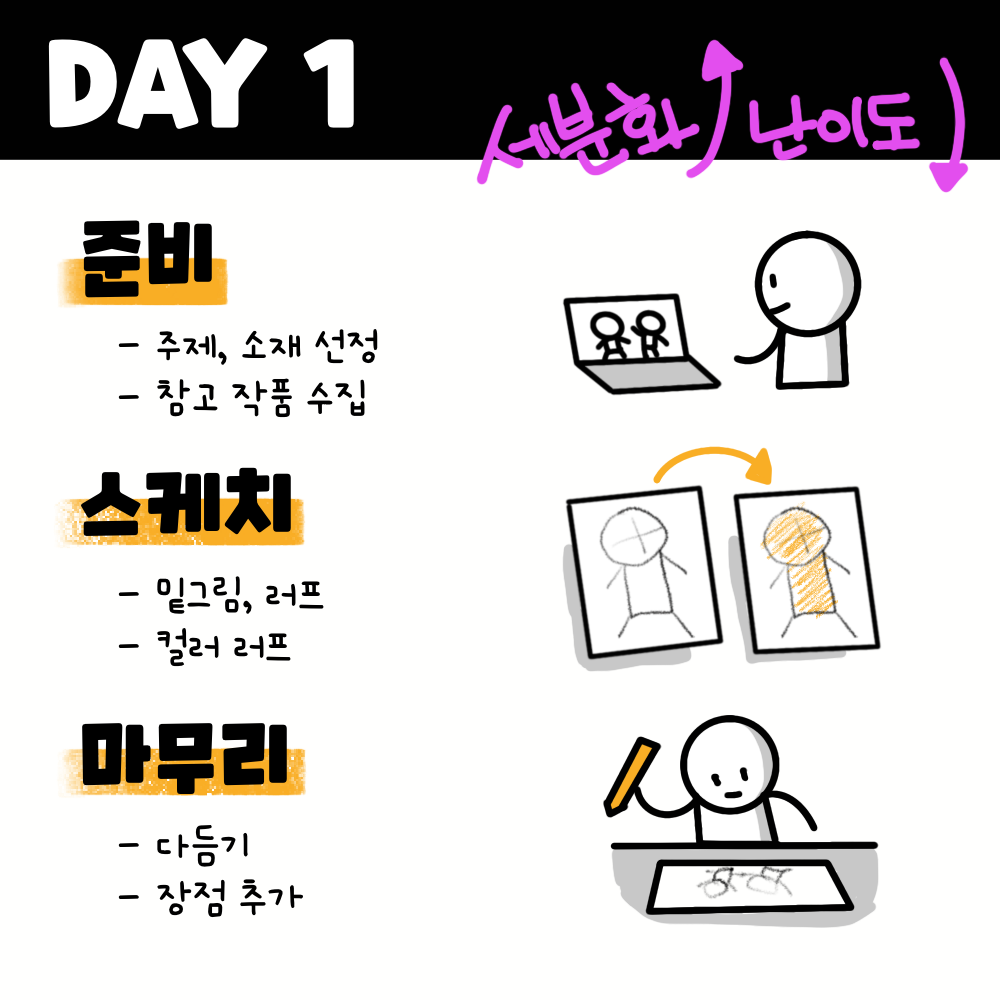 DAY 1
세분화 난이도
준비
- 주제, 소재 선정
- 참고 작품 수집
스케치
- 밑그림, 러프
- 컬러 러프
마무리
- 다듬기
- 장점 추가